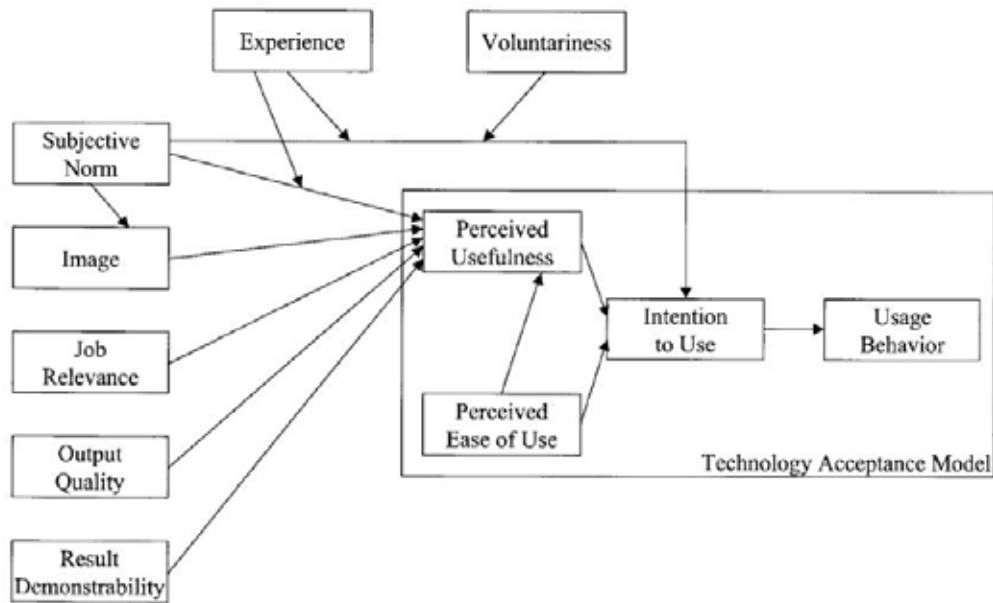 Experience
Voluntariness
Subjective
Norm
Image
Job
Relevance
Output
Quality
Result
Demonstrability
Perceived
Usefulness
Perceived
Ease of Use
Intention
to Use
Usage
Behavior
Technology Acceptance Model